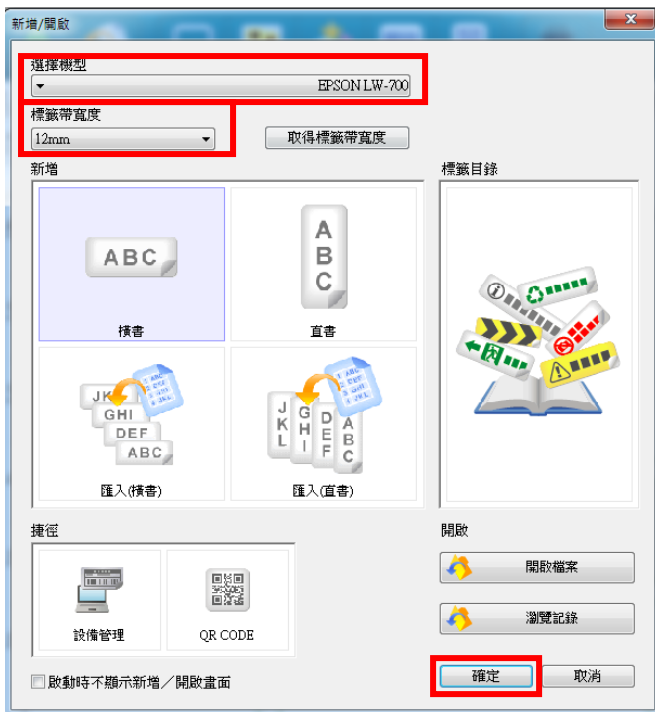 新增/開啟
選擇機型
EPSON LW-700
標籤帶寬度
12mm
取得標籤帶寬度
新增
標籤目錄
ABC
A
B
C
橫書
直書
JK
GHI
DEF
ABC
J G D A
K H E B
L I F C
匯入(橫書)
匯入(直書)
捷徑
開啟
開啟檔案
設備管理
QR CODE
瀏覽記錄
啟動時不顯示新增／開啟畫面
確定
取消